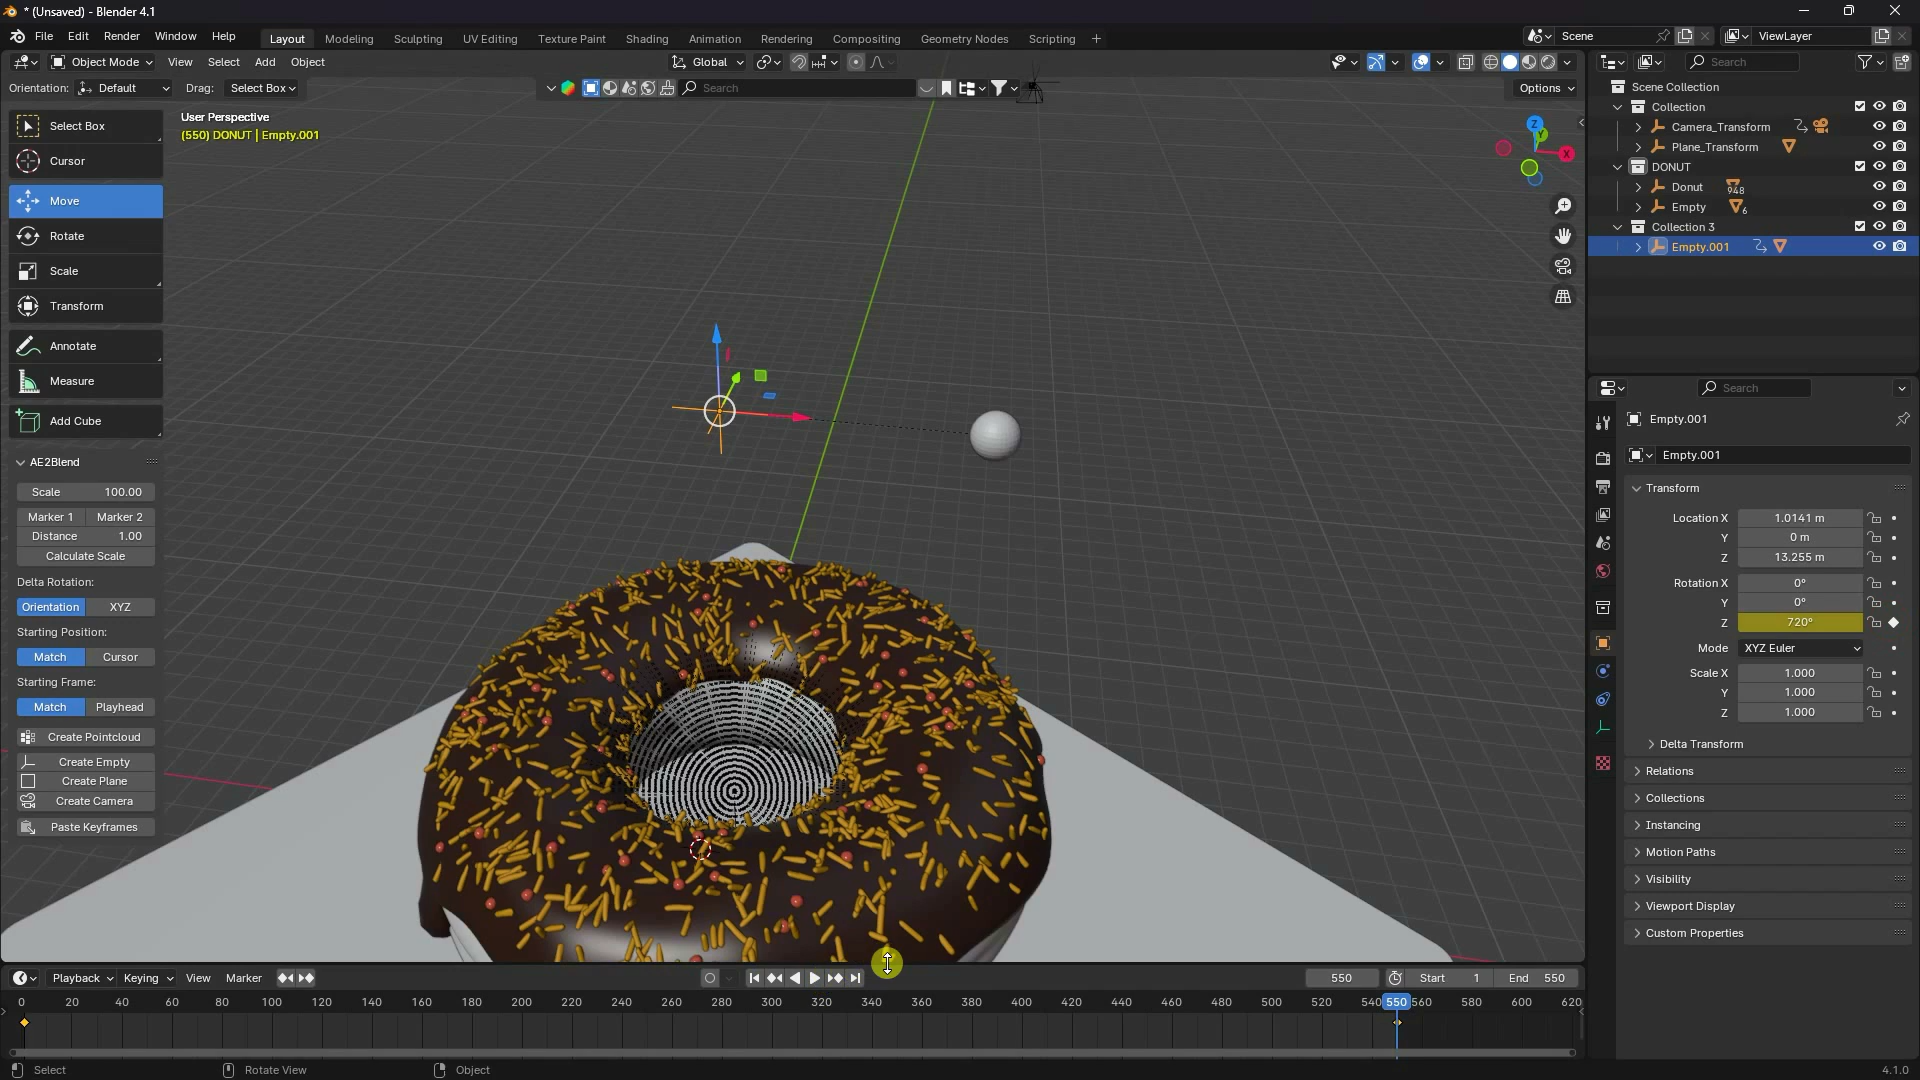 * (Unsaved) - Blender 4.1
File Edit Render Window Help
Layout Modeling Sculpting UV Editing Texture Paint Shading Animation Rendering Compositing Geometry Nodes Scripting +
Scene
ViewLayer
Object Mode View Select Add Object
Global
Search
Orientation: Default Drag: Select Box
Search
Options
Select Box
Cursor
Move
Rotate
Scale
Transform
Annotate
Measure
Add Cube
AE2Blend
Scale 100.00
Marker 1 Marker 2
Distance 1.00
Calculate Scale
Delta Rotation:
Orientation XYZ
Starting Position:
Match Cursor
Starting Frame:
Match Playhead
Create Pointcloud
Create Empty
Create Plane
Create Camera
Paste Keyframes
User Perspective
(550) DONUT | Empty.001
Z
Y
X
Scene Collection
Collection
Camera_Transform
Plane_Transform
DONUT
Donut 948
Empty 6
Collection 3
Empty.001
Search
Empty.001
Empty.001
Transform
Location X 1.0141 m
Y 0 m
Z 13.255 m
Rotation X 0°
Y 0°
Z 720°
Mode XYZ Euler
Scale X 1.000
Y 1.000
Z 1.000
Delta Transform
Relations
Collections
Instancing
Motion Paths
Visibility
Viewport Display
Custom Properties
Playback Keying View Marker
550 Start 1 End 550
0 20 40 60 80 100 120 140 160 180 200 220 240 260 280 300 320 340 360 380 400 420 440 460 480 500 520 540 550 560 580 600 620
Select Rotate View Object
4.1.0